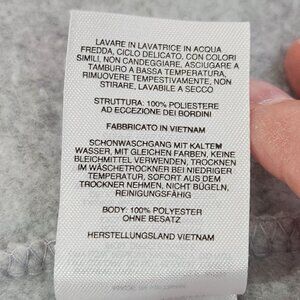 LAVARE IN LAVATRICE IN ACQUA
FREDDA, CICLO DELICATO, CON COLORI
SIMILI, NON CANDEGGIARE, ASCIUGARE A
TAMBURO A BASSA TEMPERATURA,
RIMUOVERE TEMPESTIVAMENTE, NON
STIRARE, LAVABILE A SECCO
STRUTTURA: 100% POLIESTERE
AD ECCEZIONE DEI BORDINI
FABBRICATO IN VIETNAM
SCHONWASCHGANG MIT KALTEM
WASSER, MIT GLEICHEN FARBEN, KEINE
BLEICHMITTEL VERWENDEN, TROCKNEN
IM WÄSCHETROCKNER BEI NIEDRIGER
TEMPERATUR, SOFORT AUS DEM
TROCKNER NEHMEN, NICHT BÜGELN,
REINIGUNGSFÄHIG
BODY: 100% POLYESTER
OHNE BESATZ
HERSTELLUNGSLAND VIETNAM